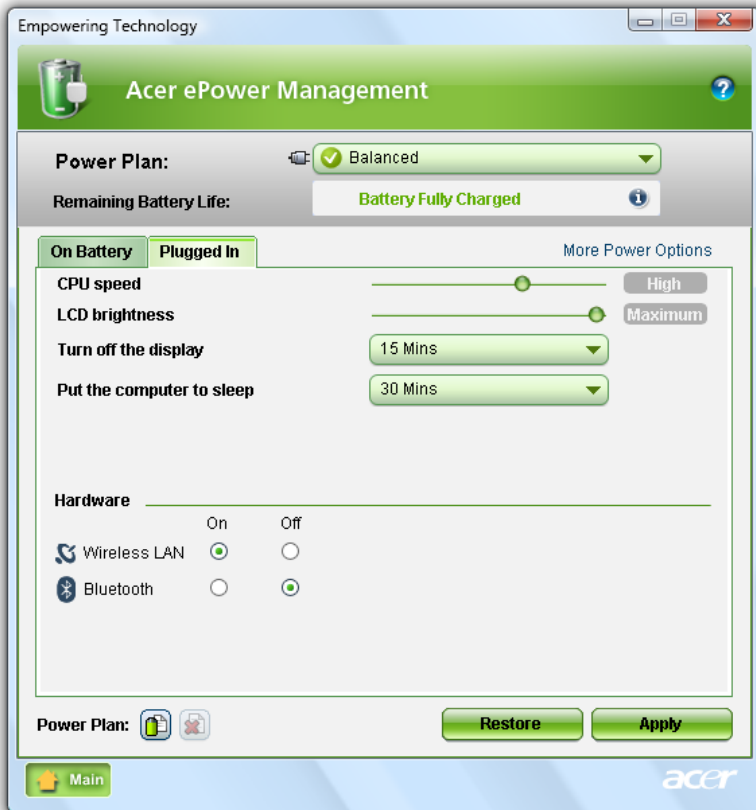 Empowering Technology
Acer ePower Management
Power Plan: Balanced
Remaining Battery Life: Battery Fully Charged
On Battery Plugged In More Power Options
CPU speed High
LCD brightness Maximum
Turn off the display 15 Mins
Put the computer to sleep 30 Mins
Hardware
On Off
Wireless LAN
Bluetooth
Power Plan: Restore Apply
Main acer